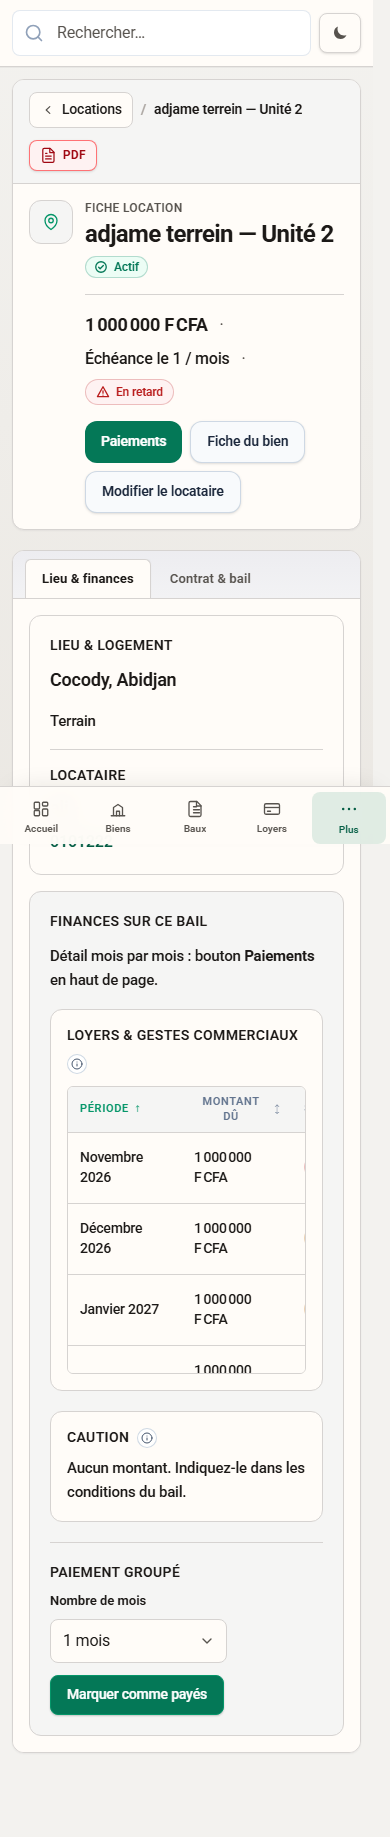 Rechercher...
Locations / adjame terrein — Unité 2
PDF
FICHE LOCATION
adjame terrein — Unité 2
Actif
1 000 000 F CFA ·
Échéance le 1 / mois ·
En retard
Paiements
Fiche du bien
Modifier le locataire
Lieu & finances
Contrat & bail
LIEU & LOGEMENT
Cocody, Abidjan
Terrain
LOCATAIRE
Accueil
Biens
Baux
Loyers
Plus
FINANCES SUR CE BAIL
Détail mois par mois : bouton Paiements
en haut de page.
LOYERS & GESTES COMMERCIAUX
PÉRIODE ↑
MONTANT
DÛ
Novembre
2026
1 000 000
F CFA
Décembre
2026
1 000 000
F CFA
Janvier 2027
1 000 000
F CFA
1 000 000
CAUTION
Aucun montant. Indiquez-le dans les
conditions du bail.
PAIEMENT GROUPÉ
Nombre de mois
1 mois
Marquer comme payés